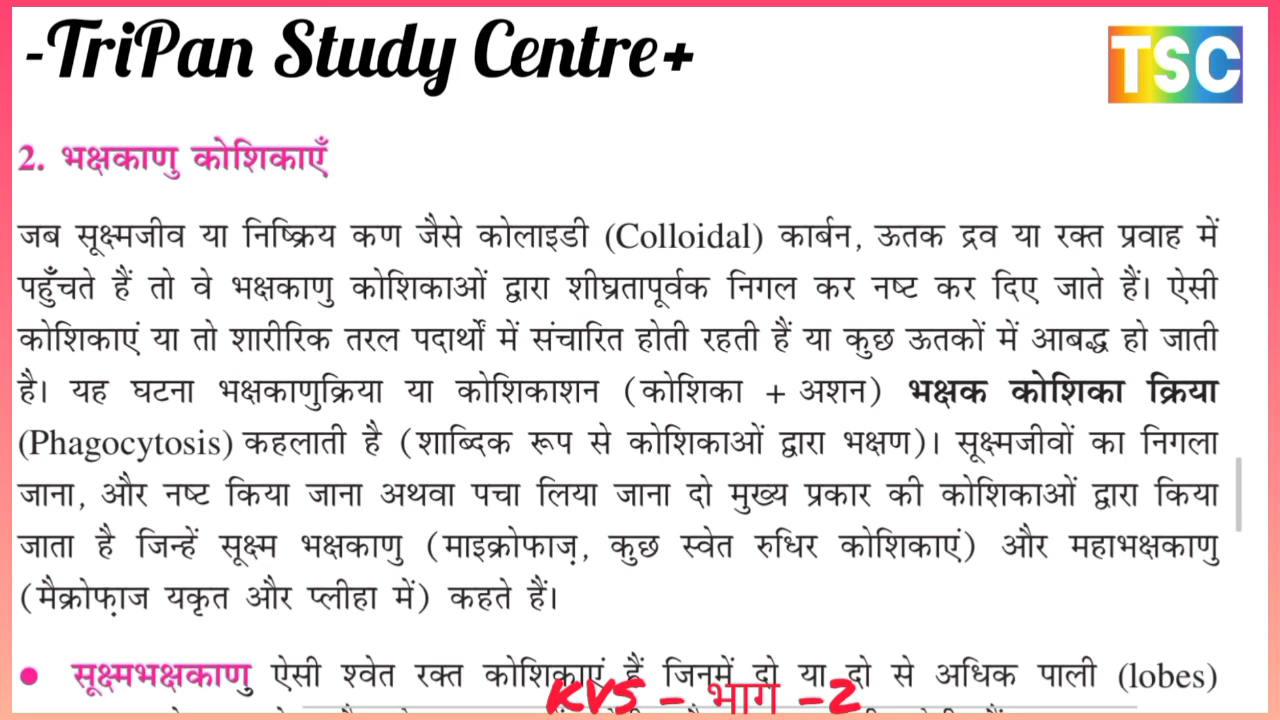 -TriPan Study Centre+
TSC
2. भक्षकाणु कोशिकाएँ
जब सूक्ष्मजीव या निष्क्रिय कण जैसे कोलाइडी (Colloidal) कार्बन, ऊतक द्रव या रक्त प्रवाह में
पहुँचते हैं तो वे भक्षकाणु कोशिकाओं द्वारा शीघ्रतापूर्वक निगल कर नष्ट कर दिए जाते हैं। ऐसी
कोशिकाएं या तो शारीरिक तरल पदार्थों में संचारित होती रहती हैं या कुछ ऊतकों में आबद्ध हो जाती
है। यह घटना भक्षकाणुक्रिया या कोशिकाशन (कोशिका + अशन) भक्षक कोशिका क्रिया
(Phagocytosis) कहलाती है (शाब्दिक रूप से कोशिकाओं द्वारा भक्षण)। सूक्ष्मजीवों का निगला
जाना, और नष्ट किया जाना अथवा पचा लिया जाना दो मुख्य प्रकार की कोशिकाओं द्वारा किया
जाता है जिन्हें सूक्ष्म भक्षकाणु (माइक्रोफाज़, कुछ स्वेत रुधिर कोशिकाएं) और महाभक्षकाणु
(मैक्रोफ़ाज यकृत और प्लीहा में) कहते हैं।
• सूक्ष्मभक्षकाणु ऐसी श्वेत रक्त कोशिकाएं हैं जिनमें दो या दो से अधिक पाली (lobes)
KVS - भाग -2